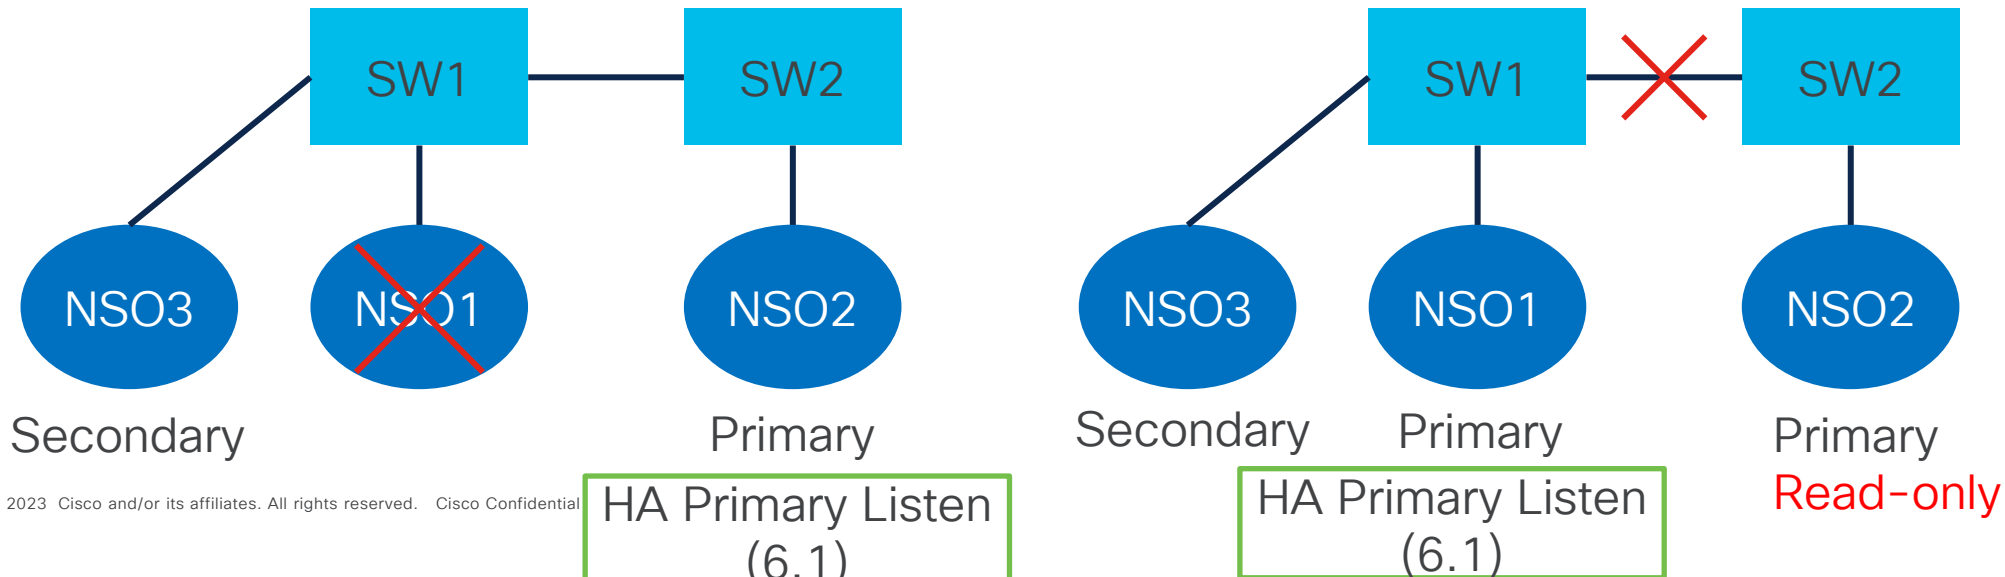 SW1
SW2
NSO3
NSO1
NSO2
Secondary
Primary
2023 Cisco and/or its affiliates. All rights reserved. Cisco Confidential
HA Primary Listen
(6.1)
SW1
SW2
NSO3
NSO1
NSO2
Secondary
Primary
Primary
Read-only
HA Primary Listen
(6.1)